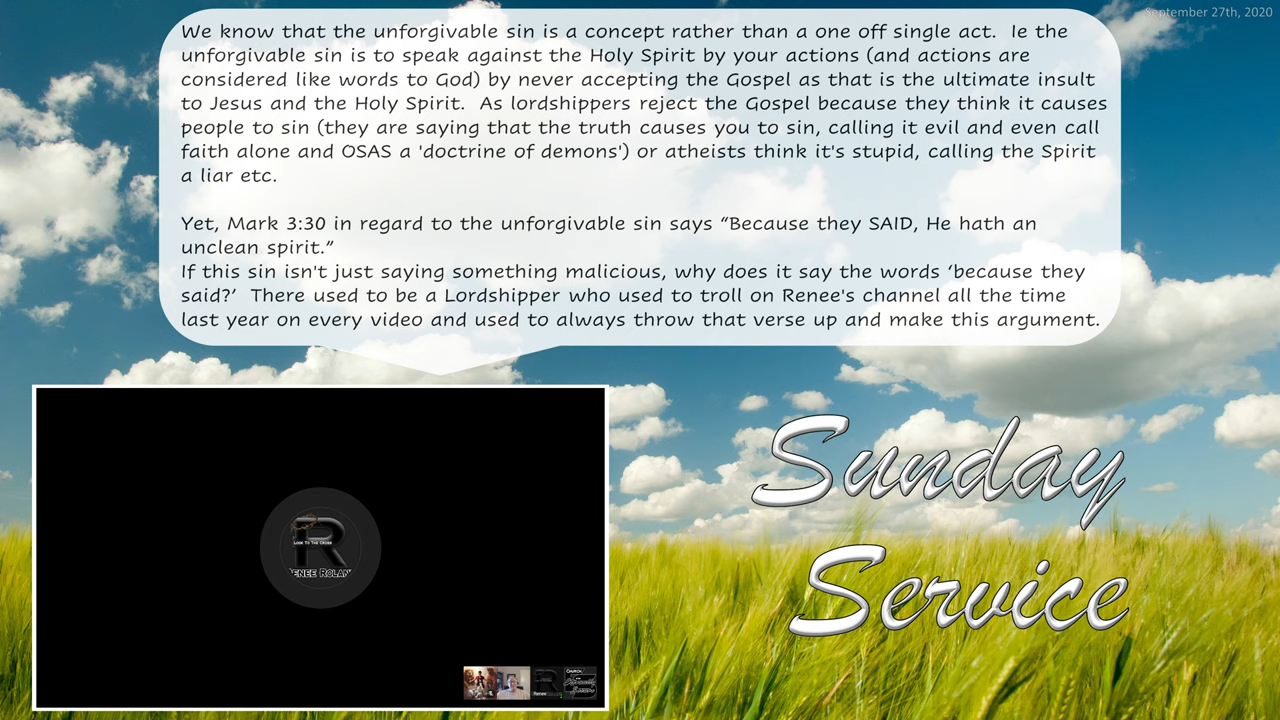 September 27th, 2020
We know that the unforgivable sin is a concept rather than a one off single act.  Ie the
unforgivable sin is to speak against the Holy Spirit by your actions (and actions are
considered like words to God) by never accepting the Gospel as that is the ultimate insult
to Jesus and the Holy Spirit.  As lordshippers reject the Gospel because they think it causes
people to sin (they are saying that the truth causes you to sin, calling it evil and even call
faith alone and OSAS a 'doctrine of demons') or atheists think it's stupid, calling the Spirit
a liar etc.
Yet, Mark 3:30 in regard to the unforgivable sin says “Because they SAID, He hath an
unclean spirit.”
If this sin isn't just saying something malicious, why does it say the words ‘because they
said?’  There used to be a Lordshipper who used to troll on Renee's channel all the time
last year on every video and used to always throw that verse up and make this argument.
Sunday
Service
R
LOOK TO THE CROSS
RENEE ROLAN
Renee
CHURCH